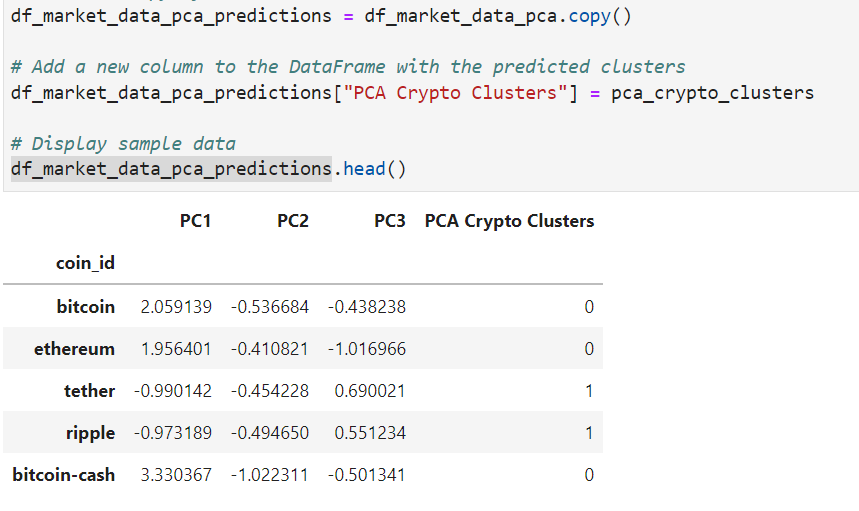 df_market_data_pca_predictions = df_market_data_pca.copy()
# Add a new column to the DataFrame with the predicted clusters
df_market_data_pca_predictions["PCA Crypto Clusters"] = pca_crypto_clusters
# Display sample data
df_market_data_pca_predictions.head()
PC1 PC2 PC3 PCA Crypto Clusters
coin_id
bitcoin 2.059139 -0.536684 -0.438238 0
ethereum 1.956401 -0.410821 -1.016966 0
tether -0.990142 -0.454228 0.690021 1
ripple -0.973189 -0.494650 0.551234 1
bitcoin-cash 3.330367 -1.022311 -0.501341 0